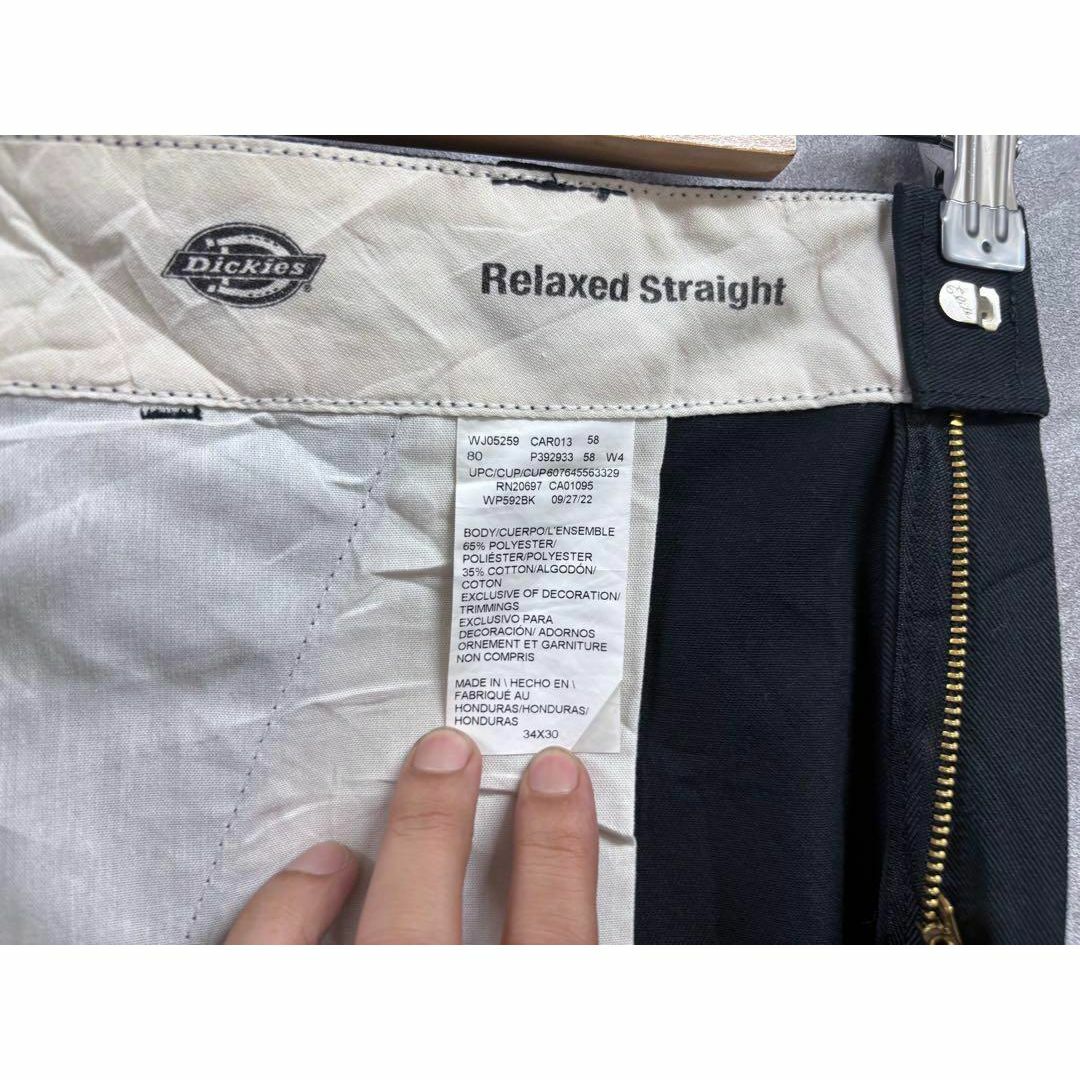 Dickies
Relaxed Straight
WJ05259 CAR013 58
80 P392933 58 W4
UPC/CUP/CUP607645563329
RN20697 CA01095
WP592BK 09/27/22
BODY/CUERPO/L'ENSEMBLE
65% POLYESTER/
POLIÉSTER/POLYESTER
35% COTTON/ALGODÓN/
COTON
EXCLUSIVE OF DECORATION/
TRIMMINGS
EXCLUSIVO PARA
DECORACIÓN/ ADORNOS
ORNEMENT ET GARNITURE
NON COMPRIS
MADE IN \ HECHO EN \
FABRIQUÉ AU
HONDURAS/HONDURAS/
HONDURAS
34X30